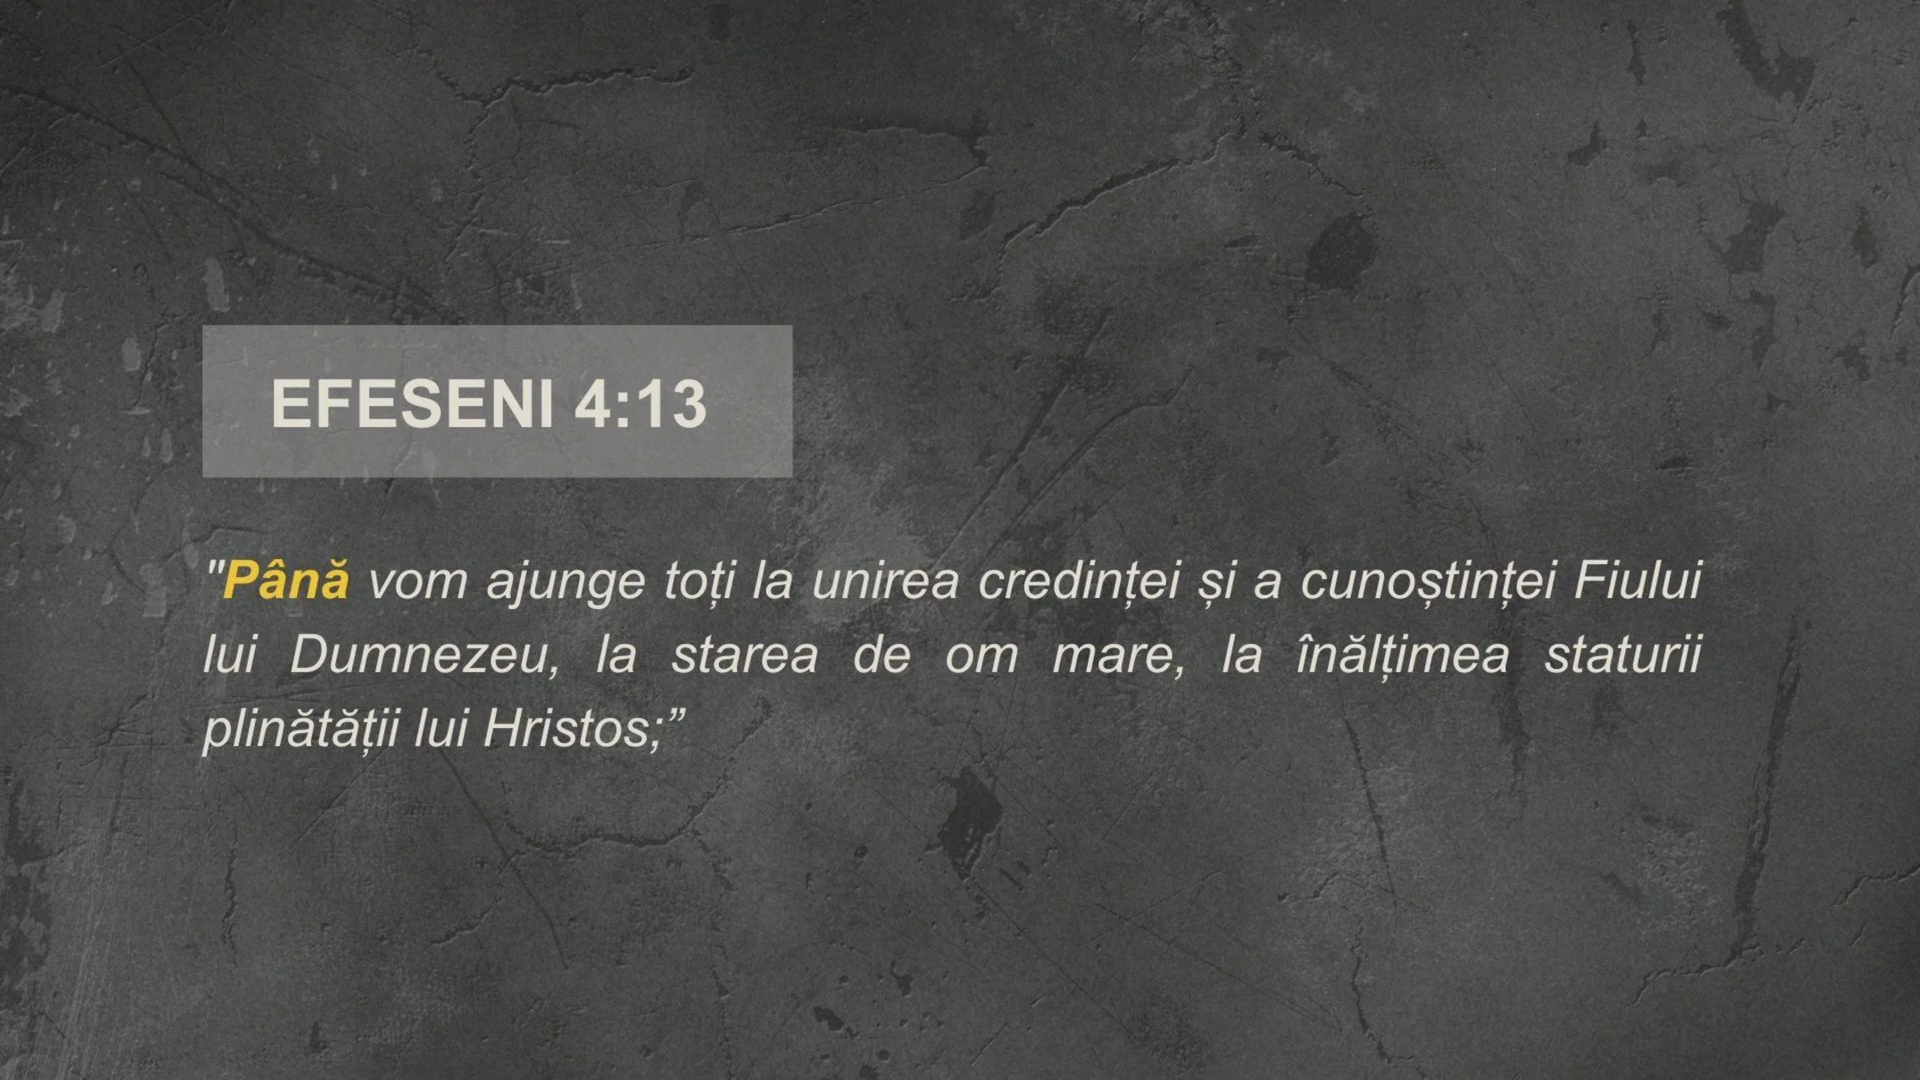 EFESENI 4:13
"Până vom ajunge toți la unirea credinței și a cunoștinței Fiului
lui Dumnezeu, la starea de om mare, la înălțimea staturii
plinătății lui Hristos;”